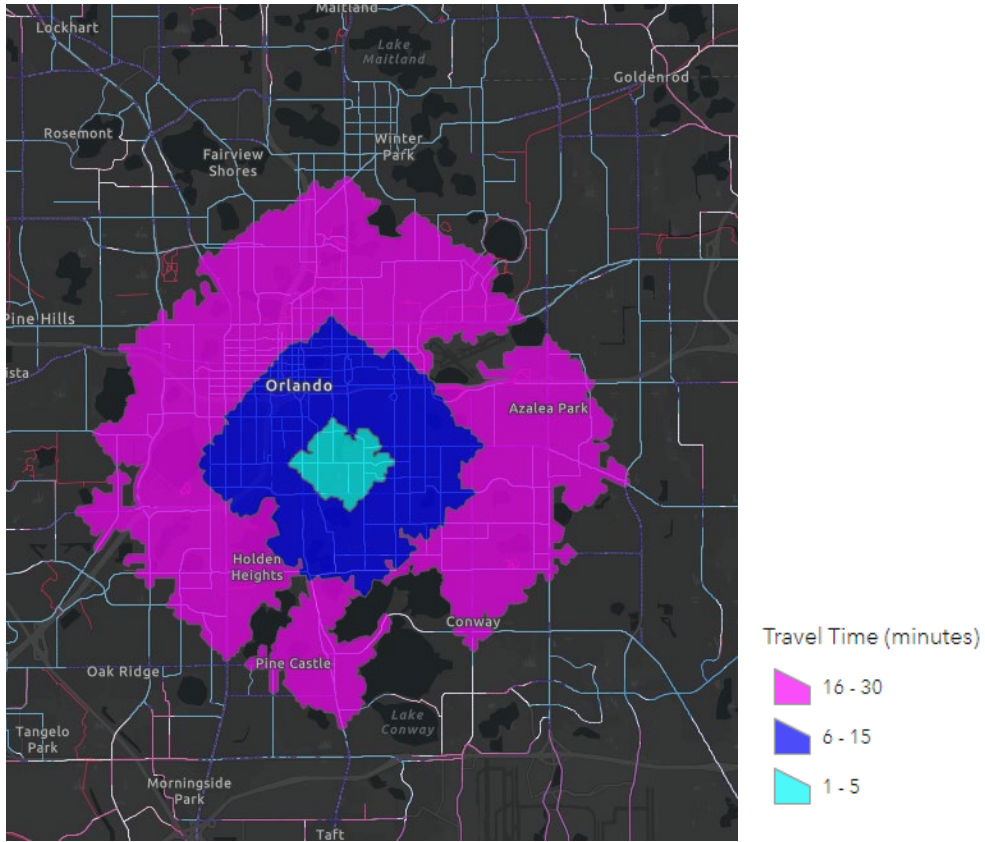 Maitland
Lockhart
Lake
Maitland
Goldenrod
Rosemont
Winter
Park
Fairview
Shores
Pine Hills
ista
Orlando
Azalea Park
Holden
Heights
Conway
Pine Castle
Oak Ridge
Lake
Conway
Tangelo
Park
Morningside
Park
Taft
Travel Time (minutes)
16 - 30
6 - 15
1 - 5